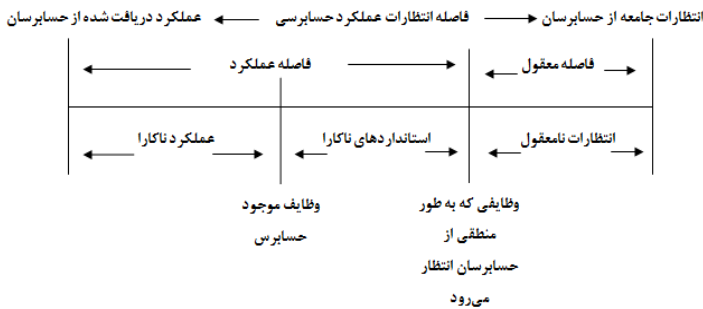 انتظارات جامعه از حسابرسان فاصله انتظارات عملکرد حسابرسی عملکرد دریافت شده از حسابرسان
فاصله معقول فاصله عملکرد
انتظارات نامعقول استانداردهای ناکارا عملکرد ناکارا
وظایفی که به طور
منطقی از
حسابرسان انتظار
می‌رود
وظایف موجود
حسابرس